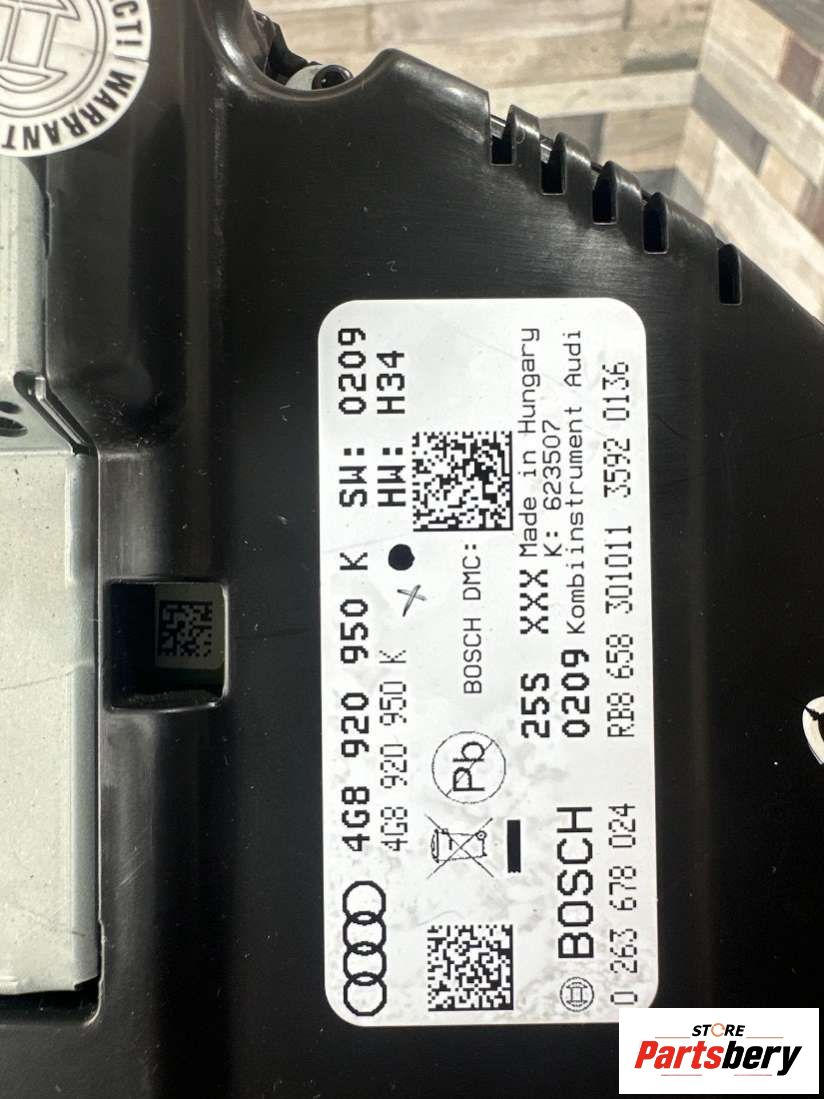 CT! WARRANT
4G8 920 950 K SW: 0209
4G8 920 950 K HW: H34
Pb
BOSCH DMC:
25S XXX Made in Hungary
K: 623507
0209 Kombiinstrument Audi
BOSCH
0 263 678 024 RB8 658 301011 3592 0136
STORE
Partsbery